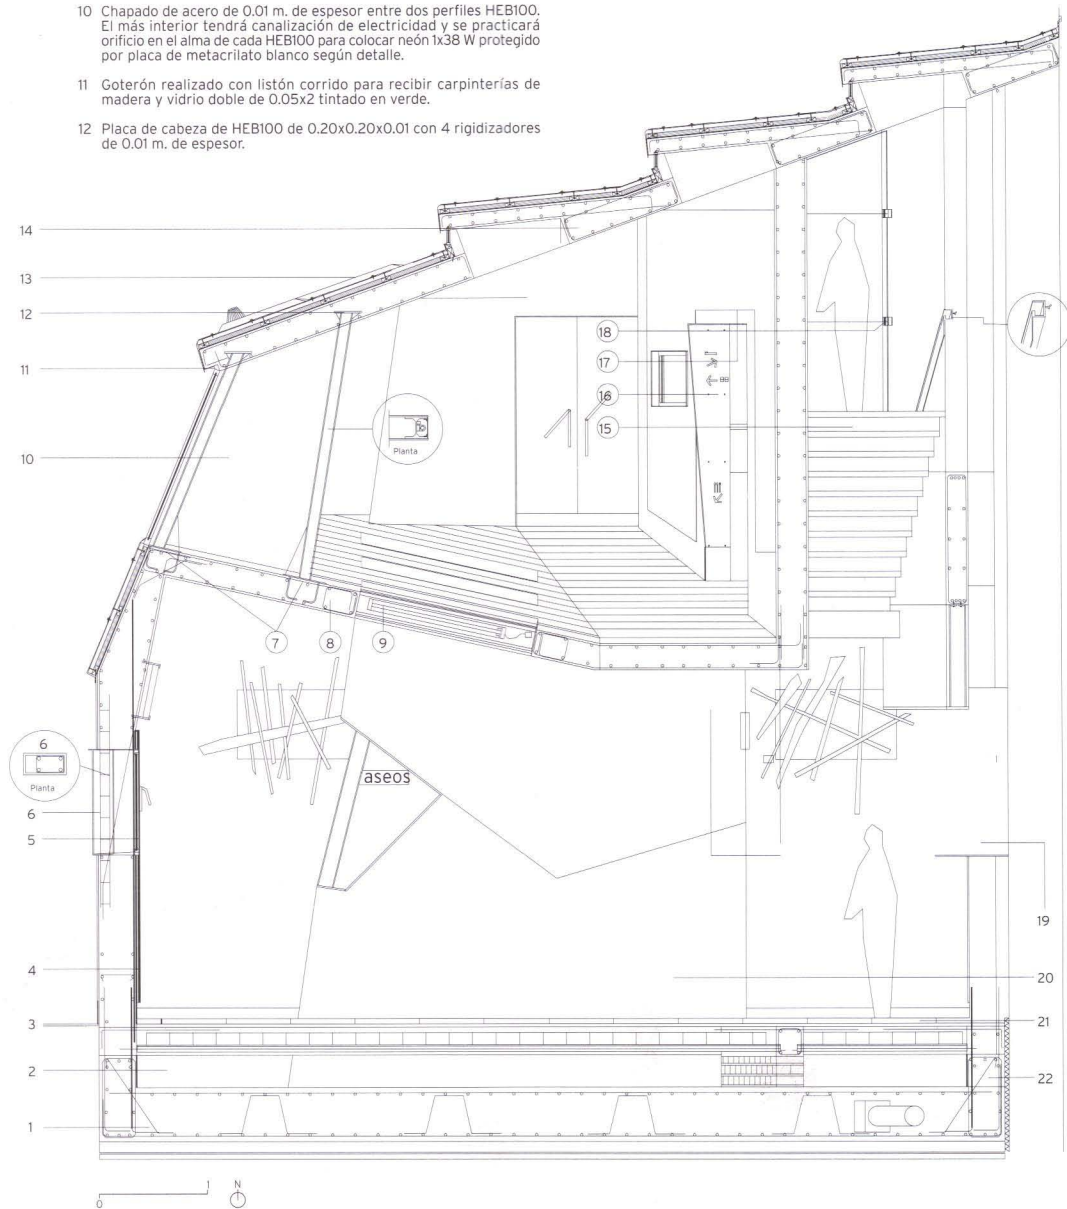 10 Chapado de acero de 0.01 m. de espesor entre dos perfiles HEB100.
El más interior tendrá canalización de electricidad y se practicará
orificio en el alma de cada HEB100 para colocar neón 1x38 W protegido
por placa de metacrilato blanco según detalle.
11 Goterón realizado con listón corrido para recibir carpinterías de
madera y vidrio doble de 0.05x2 tintado en verde.
12 Placa de cabeza de HEB100 de 0.20x0.20x0.01 con 4 rigidizadores
de 0.01 m. de espesor.
14
13
12
11
10
18
17
16
15
Planta
7
8
9
6
Planta
6
5
aseos
4
3
2
1
19
20
21
22
0
1
N